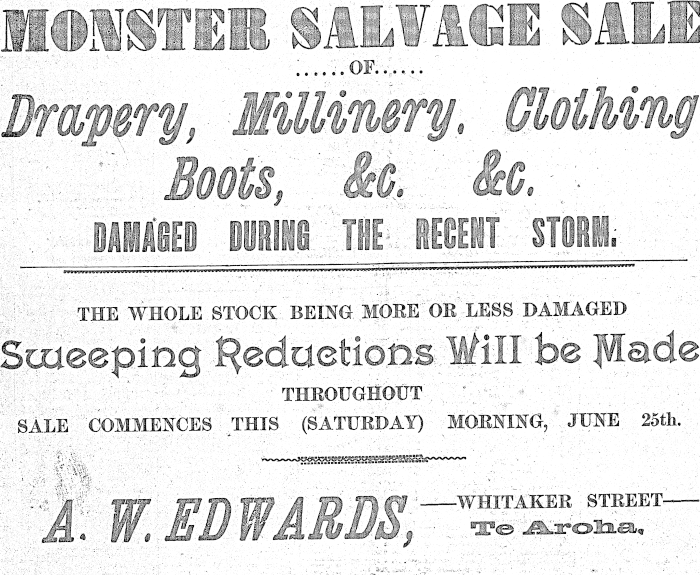 MONSTER SALVAGE SALE
......OF......
Drapery, Millinery, Clothing
Boots, &c. &c.
DAMAGED DURING THE RECENT STORM.
THE WHOLE STOCK BEING MORE OR LESS DAMAGED
Sweeping Reductions Will be Made
THROUGHOUT
SALE COMMENCES THIS (SATURDAY) MORNING, JUNE 25th.
A. W. EDWARDS,
—WHITAKER STREET—
Te Aroha,